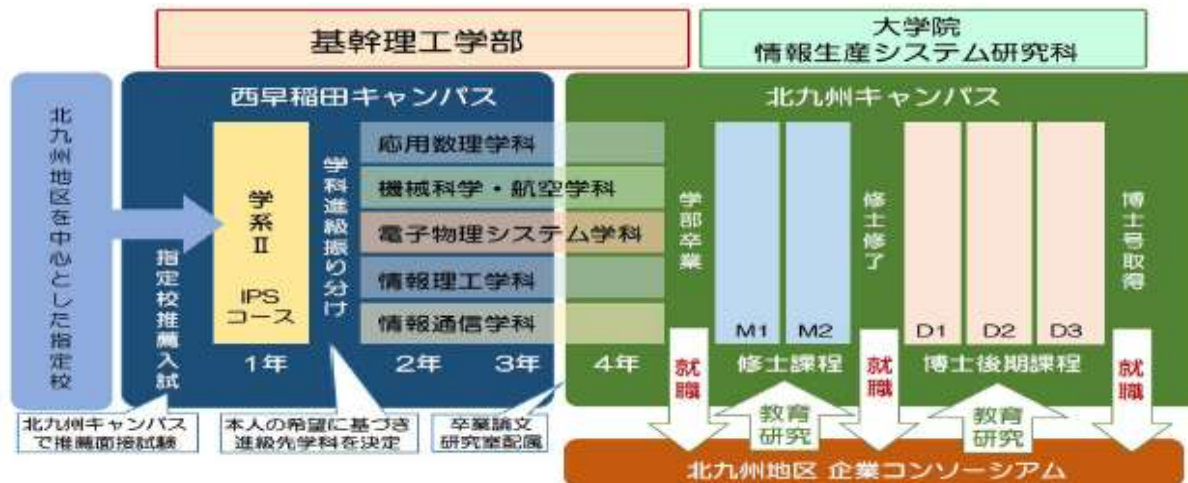 基幹理工学部
大学院
情報生産システム研究科
北九州地区を中心とした指定校
西早稲田キャンパス
北九州キャンパス
指定校推薦入試
学系Ⅱ
IPS
コース
学科進級振り分け
応用数理学科
機械科学・航空学科
電子物理システム学科
情報理工学科
情報通信学科
学部卒業
M1
M2
修士修了
D1
D2
D3
博士号取得
1年
2年
3年
4年
就職
修士課程
就職
博士後期課程
就職
北九州キャンパス
で推薦面接試験
本人の希望に基づき
進級先学科を決定
卒業論文
研究室配属
教育
研究
教育
研究
北九州地区 企業コンソーシアム